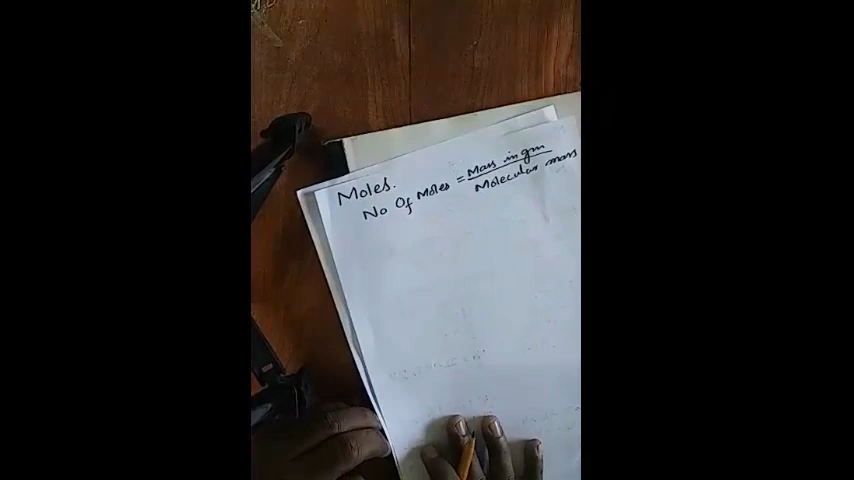 Moles.
No Of Moles = Mass in gm
Molecular mass